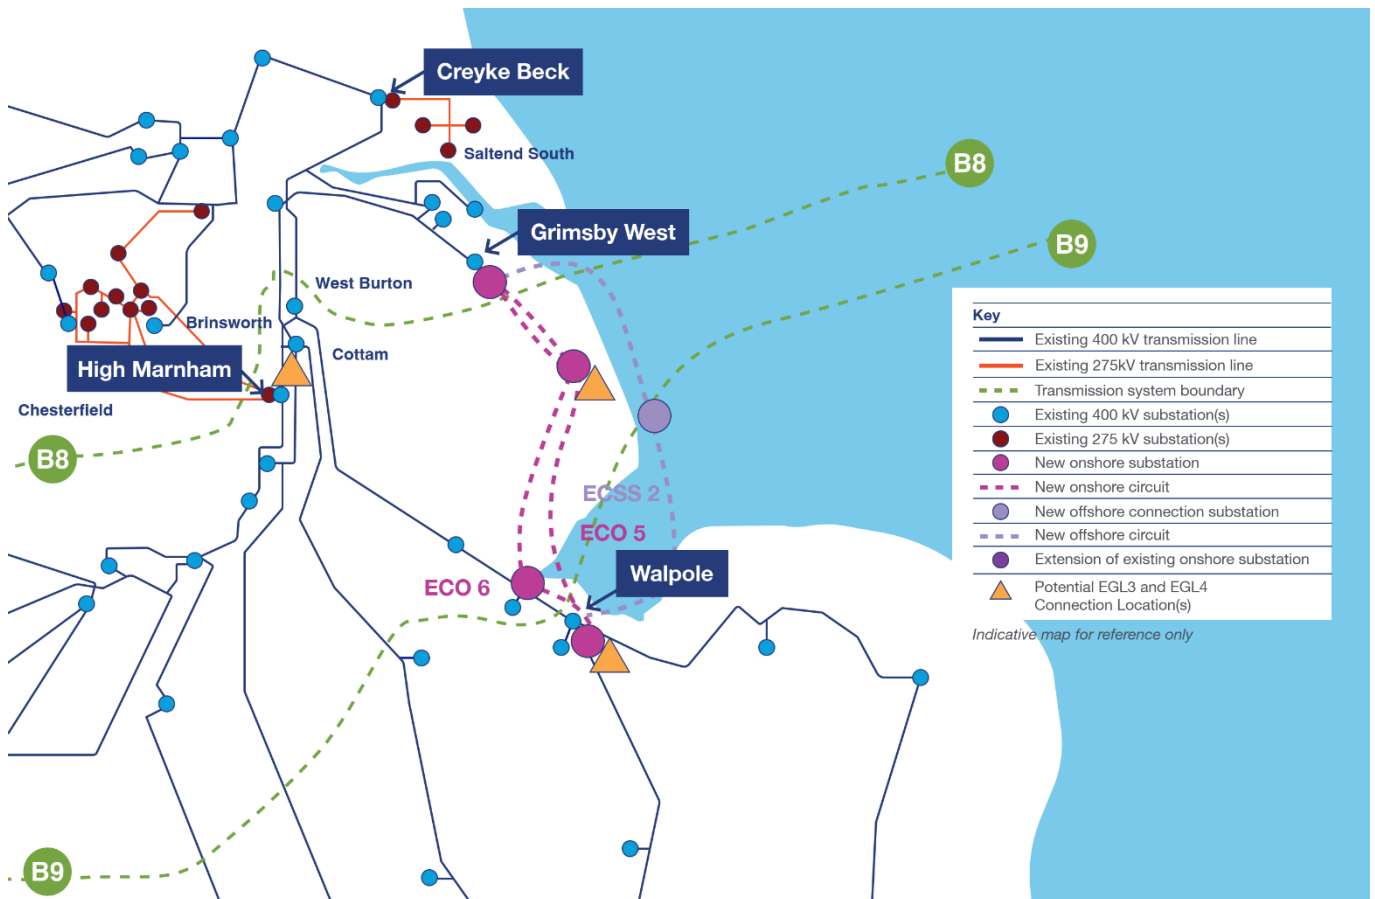 Creyke Beck
Saltend South
B8
Grimsby West
B9
West Burton
Brinsworth
Cottam
High Marnham
Chesterfield
B8
ECSS 2
ECO 5
Walpole
ECO 6
B9
Key
Existing 400 kV transmission line
Existing 275kV transmission line
Transmission system boundary
Existing 400 kV substation(s)
Existing 275 kV substation(s)
New onshore substation
New onshore circuit
New offshore connection substation
New offshore circuit
Extension of existing onshore substation
Potential EGL3 and EGL4
Connection Location(s)
Indicative map for reference only